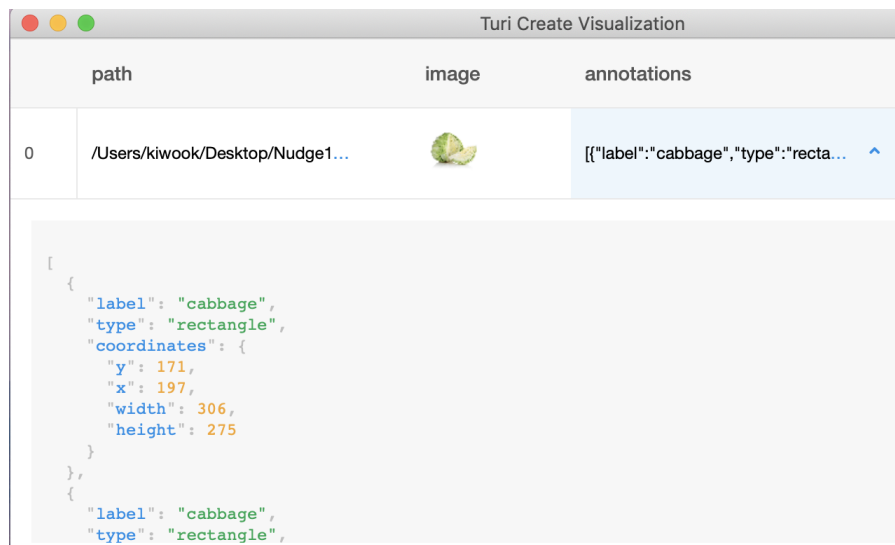 Turi Create Visualization
path image annotations
0 /Users/kiwook/Desktop/Nudge1... [{"label":"cabbage","type":"recta...
[
  {
    "label": "cabbage",
    "type": "rectangle",
    "coordinates": {
      "y": 171,
      "x": 197,
      "width": 306,
      "height": 275
    }
  },
  {
    "label": "cabbage",
    "type": "rectangle",